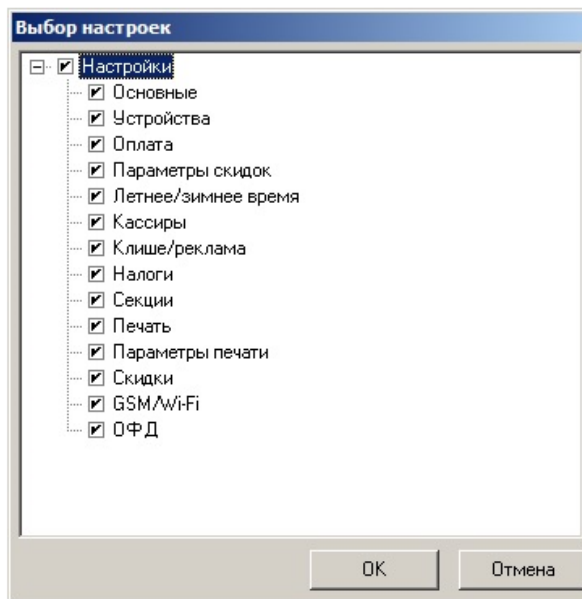 Выбор настроек
Настройки
Основные
Устройства
Оплата
Параметры скидок
Летнее/зимнее время
Кассиры
Клише/реклама
Налоги
Секции
Печать
Параметры печати
Скидки
GSM/Wi-Fi
ОФД
OK
Отмена